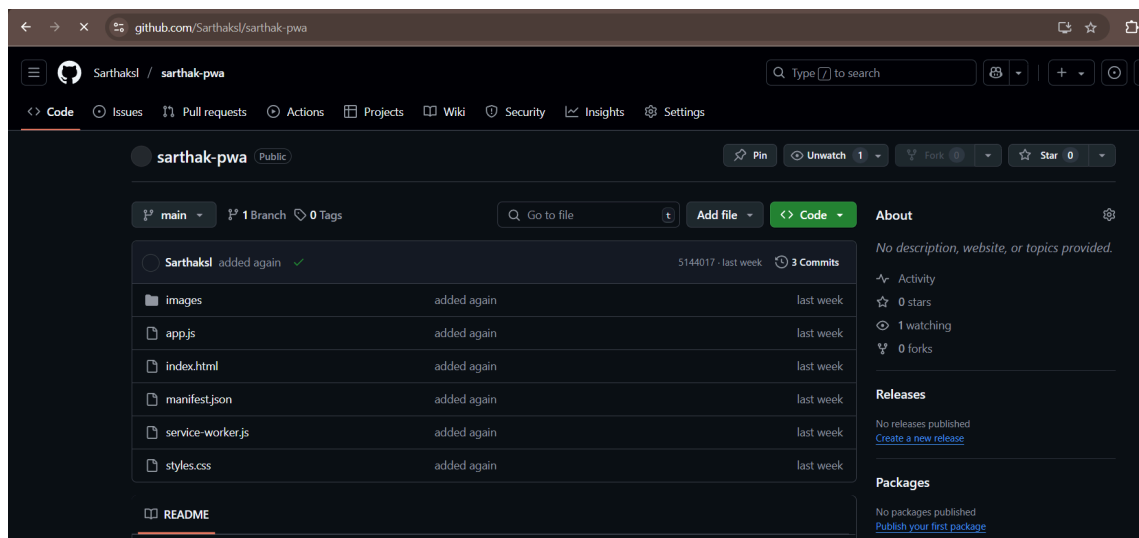 github.com/Sarthaksl/sarthak-pwa
Sarthaksl / sarthak-pwa
Type / to search
Code Issues Pull requests Actions Projects Wiki Security Insights Settings
sarthak-pwa Public
Pin Unwatch 1 Fork 0 Star 0
main 1 Branch 0 Tags Go to file t Add file Code
About
No description, website, or topics provided.
Sarthaksl added again 5144017 · last week 3 Commits
Activity
images added again last week
0 stars
app.js added again last week
1 watching
0 forks
index.html added again last week
manifest.json added again last week
Releases
service-worker.js added again last week
No releases published
Create a new release
styles.css added again last week
Packages
README
No packages published
Publish your first package